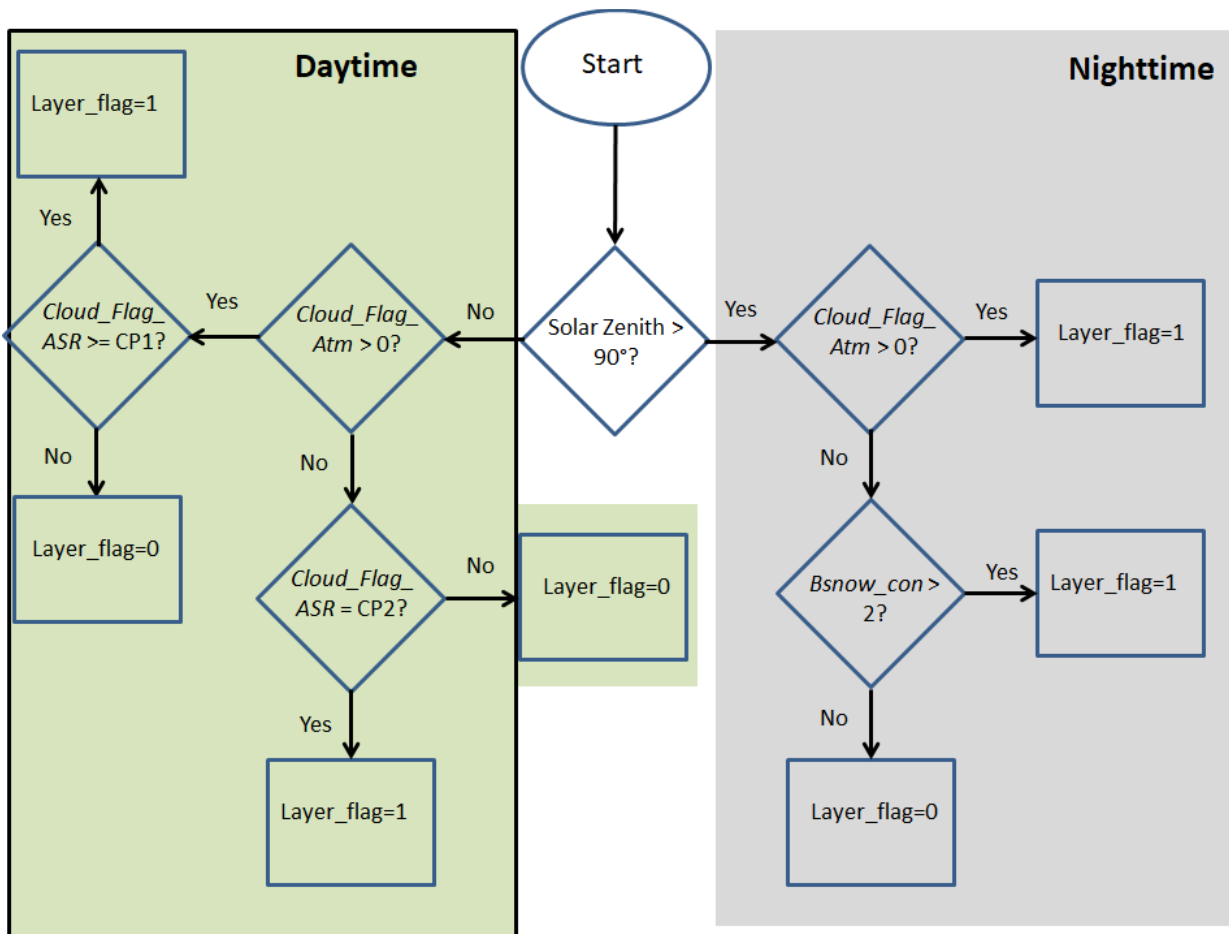 Daytime
Start
Nighttime
Layer_flag=1
Yes
Cloud_Flag_
ASR >= CP1?
Yes
Cloud_Flag_
Atm > 0?
No
Solar Zenith >
90°?
Yes
Cloud_Flag_
Atm > 0?
Yes
Layer_flag=1
No
No
No
Layer_flag=0
Cloud_Flag_
ASR = CP2?
No
Layer_flag=0
Bsnow_con >
2?
Yes
Layer_flag=1
Yes
No
Layer_flag=1
Layer_flag=0